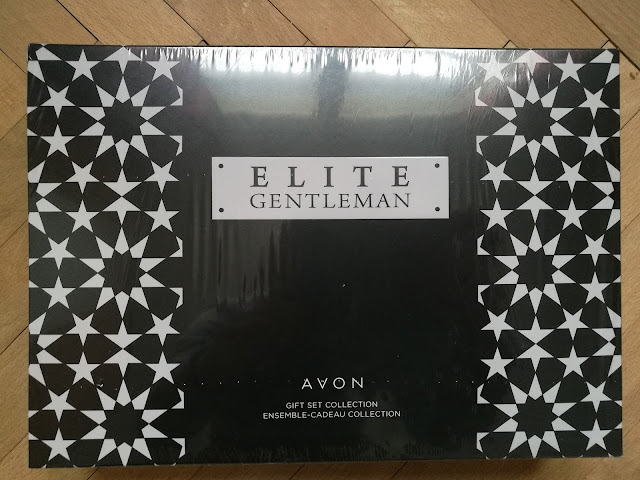 ELITE
GENTLEMAN
AVON
GIFT SET COLLECTION
ENSEMBLE-CADEAU COLLECTION